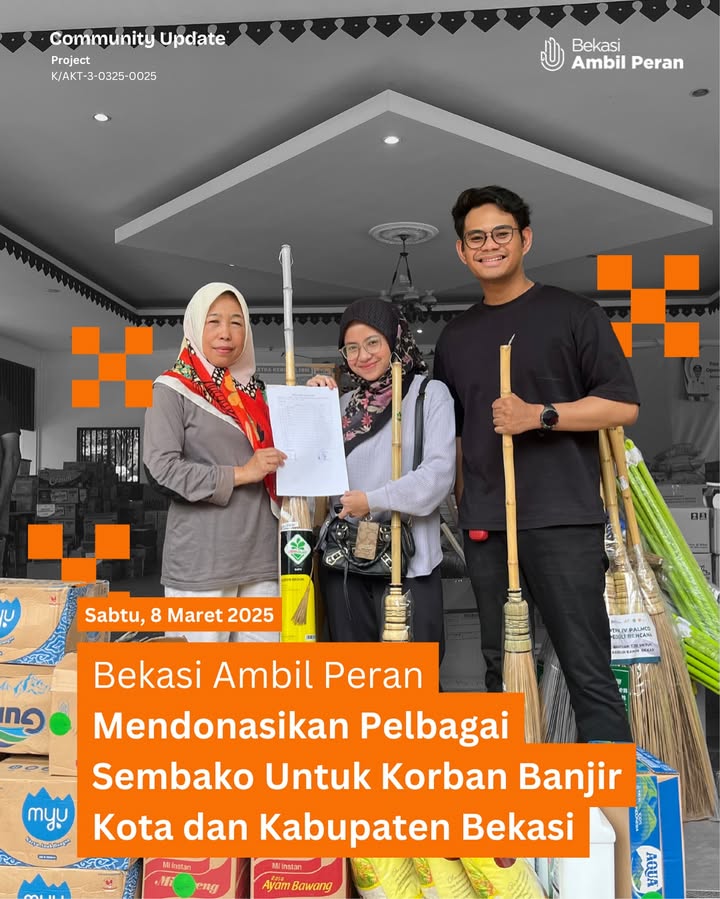 Community Update
Project
K/AKT-3-0325-0025
Bekasi
Ambil Peran
Sabtu, 8 Maret 2025
Bekasi Ambil Peran
Mendonasikan Pelbagai
Sembako Untuk Korban Banjir
Kota dan Kabupaten Bekasi
myu
myu
Mi Instan
Mi Instan
Rasa
Ayam Bawang
AQUA